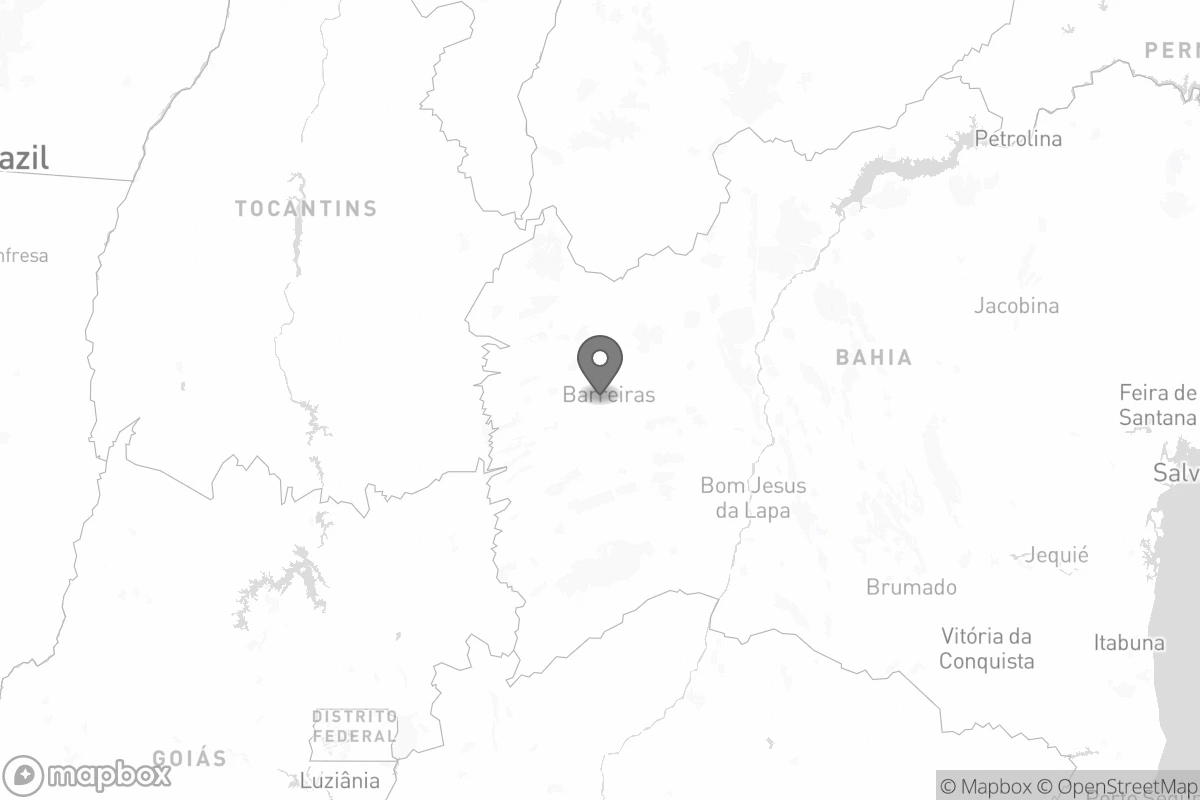 PERN
Petrolina
azil
TOCANTINS
nfresa
Jacobina
BAHIA
Barreiras
Feira de
Santana
Salv
Bom Jesus
da Lapa
Jequié
Brumado
Vitória da
Conquista
Itabuna
DISTRITO
FEDERAL
GOIÁS
Luziânia
mapbox
© Mapbox © OpenStreetMap